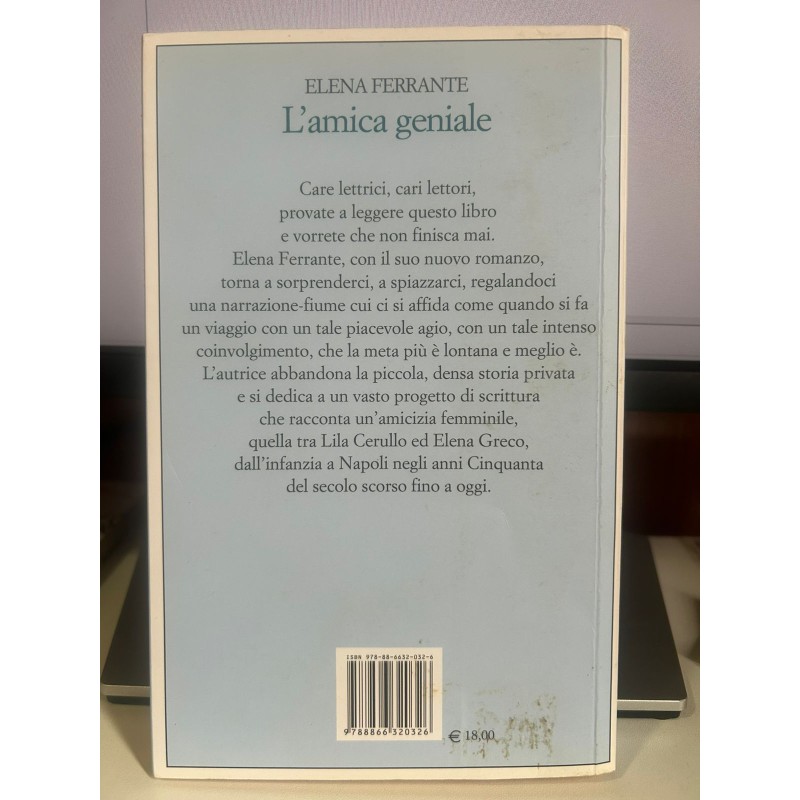 ELENA FERRANTE
L'amica geniale
Care lettrici, cari lettori,
provate a leggere questo libro
e vorrete che non finisca mai.
Elena Ferrante, con il suo nuovo romanzo,
torna a sorprenderci, a spiazzarci, regalandoci
una narrazione-fiume cui ci si affida come quando si fa
un viaggio con un tale piacevole agio, con un tale intenso
coinvolgimento, che la meta più è lontana e meglio è.
L'autrice abbandona la piccola, densa storia privata
e si dedica a un vasto progetto di scrittura
che racconta un'amicizia femminile,
quella tra Lila Cerullo ed Elena Greco,
dall'infanzia a Napoli negli anni Cinquanta
del secolo scorso fino a oggi.
ISBN 978-88-6632-032-6
9788866320326
€ 18,00